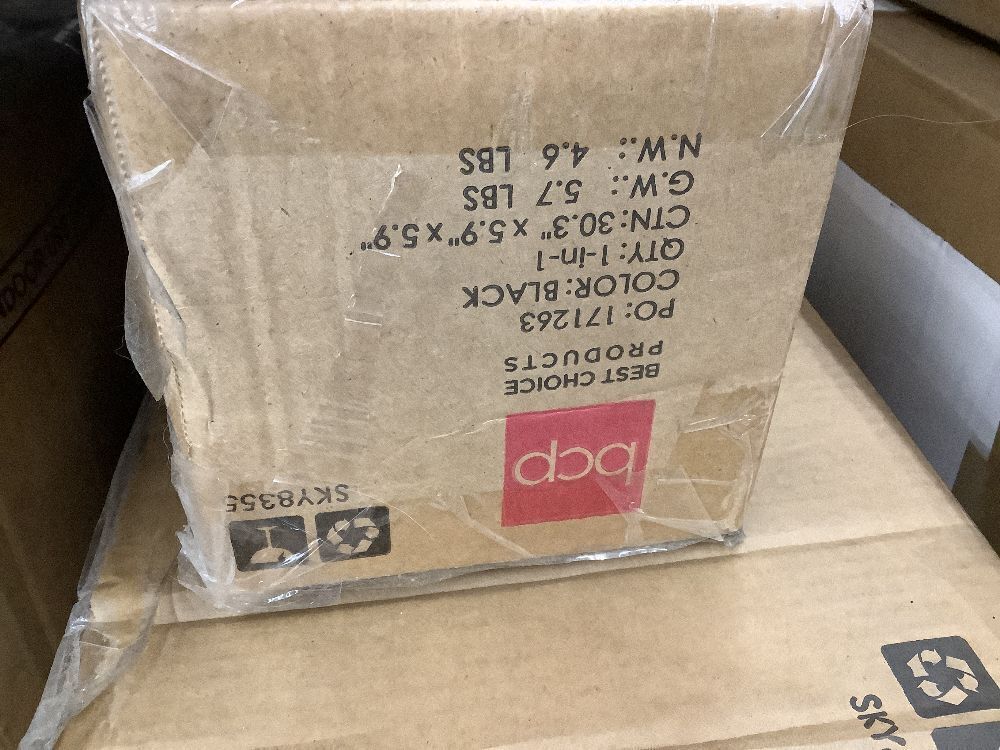 SKY8355
bcp
BEST CHOICE
PRODUCTS
PO: 171263
COLOR: BLACK
QTY: 1-in-1
CTN: 30.3" x 5.9" x 5.9"
G.W.: 5.7 LBS
N.W.: 4.6 LBS
SKY